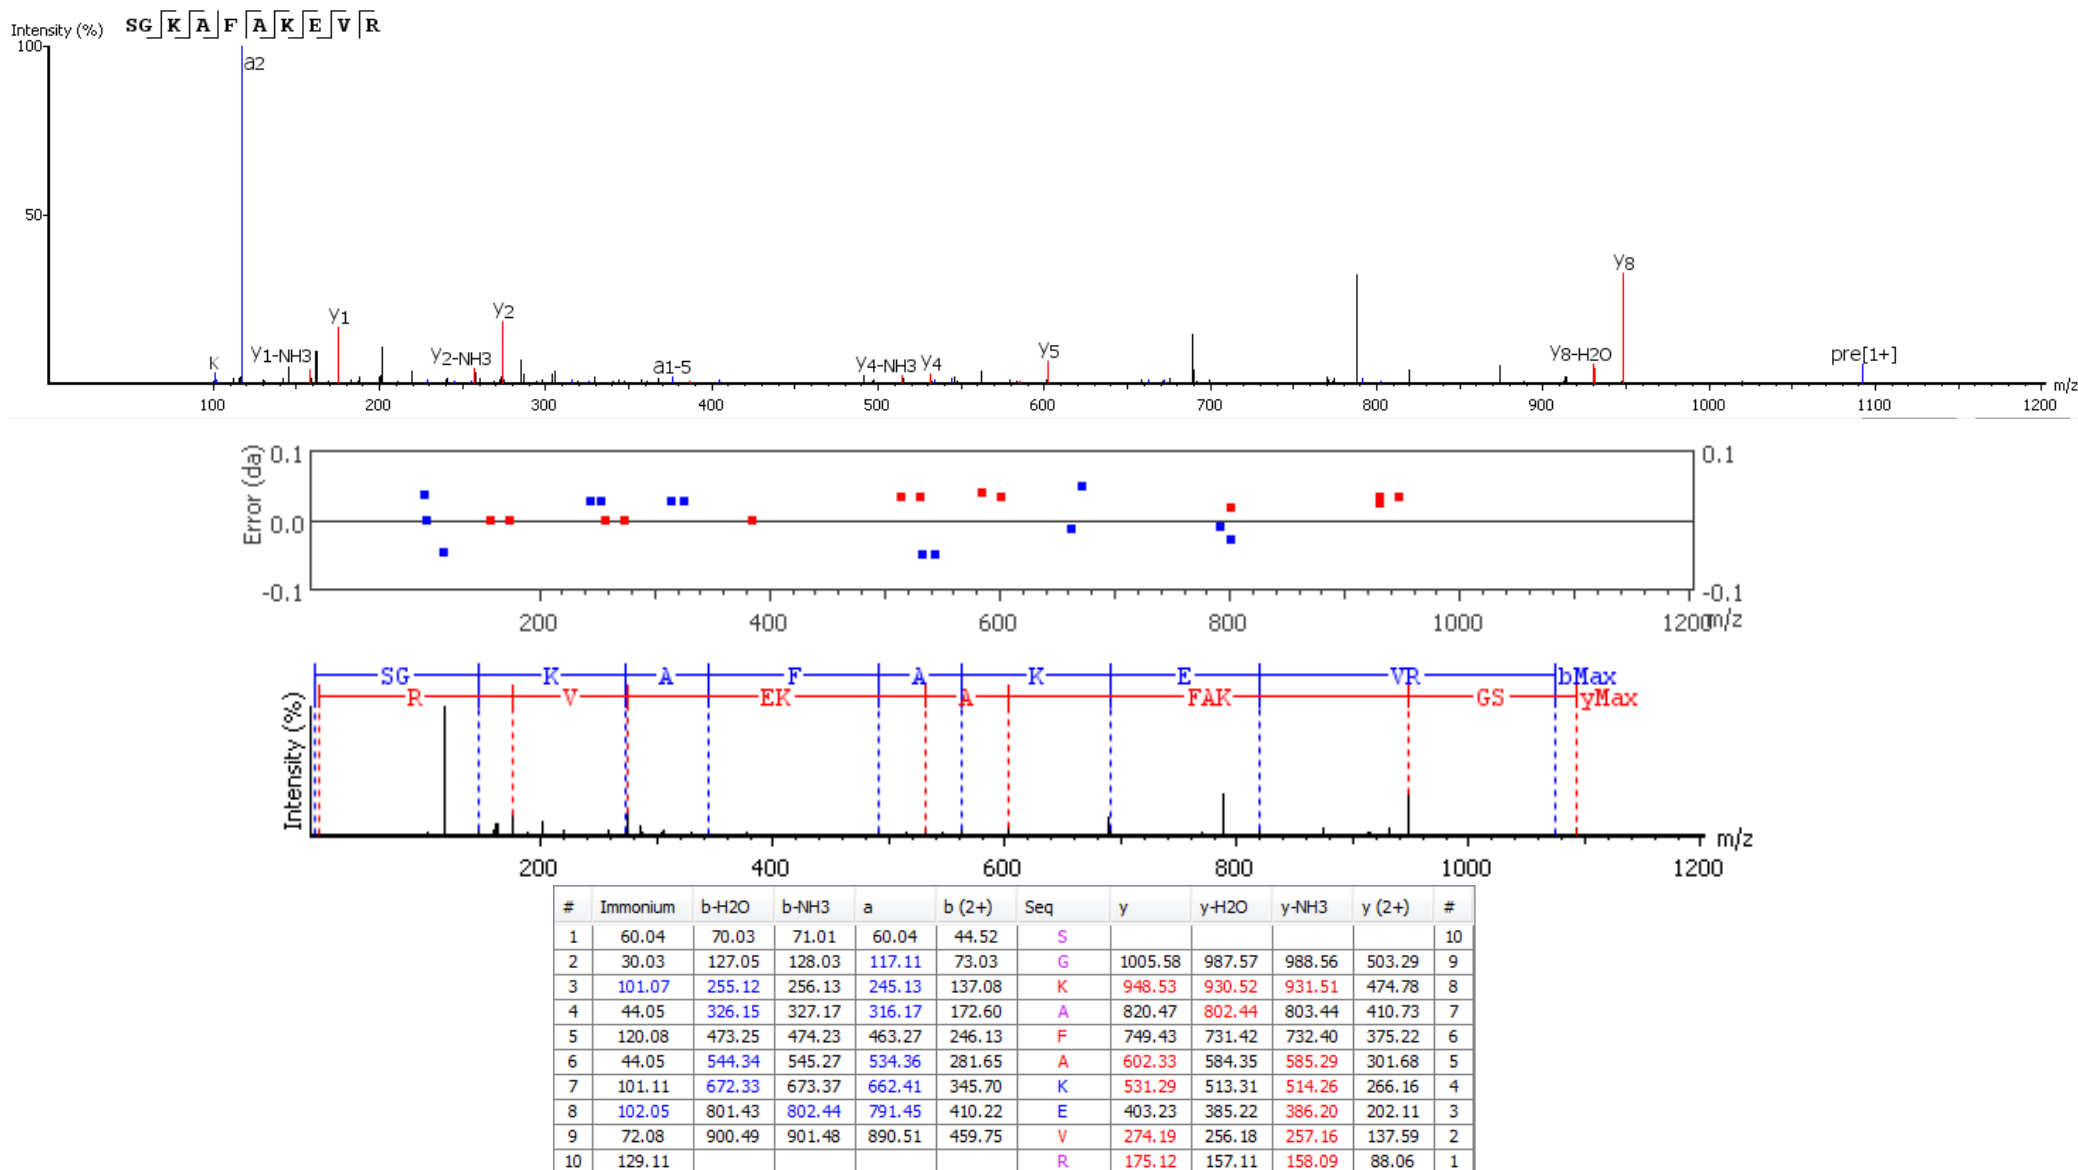 Intensity (%) SG K A F A K E V R
100
a2
50
y8
y1
y2
y5
K y1-NH3 y2-NH3 a1-5 y4-NH3 y4 y8-H2O pre[1+]
m/z
100 200 300 400 500 600 700 800 900 1000 1100 1200
Error (da)
0.1 0.1
0.0
-0.1 -0.1
200 400 600 800 1000 1200 m/z
SG K A F A K E VR bMax
R V EK A FAK GS yMax
Intensity (%)
m/z
200 400 600 800 1000 1200
# Immonium b-H2O b-NH3 a b (2+) Seq y y-H2O y-NH3 y (2+) #
1 60.04 70.03 71.01 60.04 44.52 S 10
2 30.03 127.05 128.03 117.11 73.03 G 1005.58 987.57 988.56 503.29 9
3 101.07 255.12 256.13 245.13 137.08 K 948.53 930.52 931.51 474.78 8
4 44.05 326.15 327.17 316.17 172.60 A 820.47 802.44 803.44 410.73 7
5 120.08 473.25 474.23 463.27 246.13 F 749.43 731.42 732.40 375.22 6
6 44.05 544.34 545.27 534.36 281.65 A 602.33 584.35 585.29 301.68 5
7 101.11 672.33 673.37 662.41 345.70 K 531.29 513.31 514.26 266.16 4
8 102.05 801.43 802.44 791.45 410.22 E 403.23 385.22 386.20 202.11 3
9 72.08 900.49 901.48 890.51 459.75 V 274.19 256.18 257.16 137.59 2
10 129.11 R 175.12 157.11 158.09 88.06 1